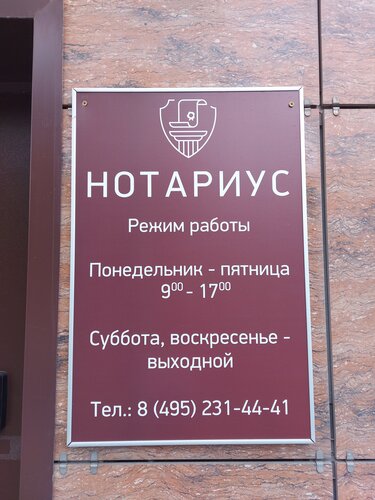 НОТАРИУС
Режим работы
Понедельник - пятница
9⁰⁰ - 17⁰⁰
Суббота, воскресенье -
выходной
Тел.: 8 (495) 231-44-41